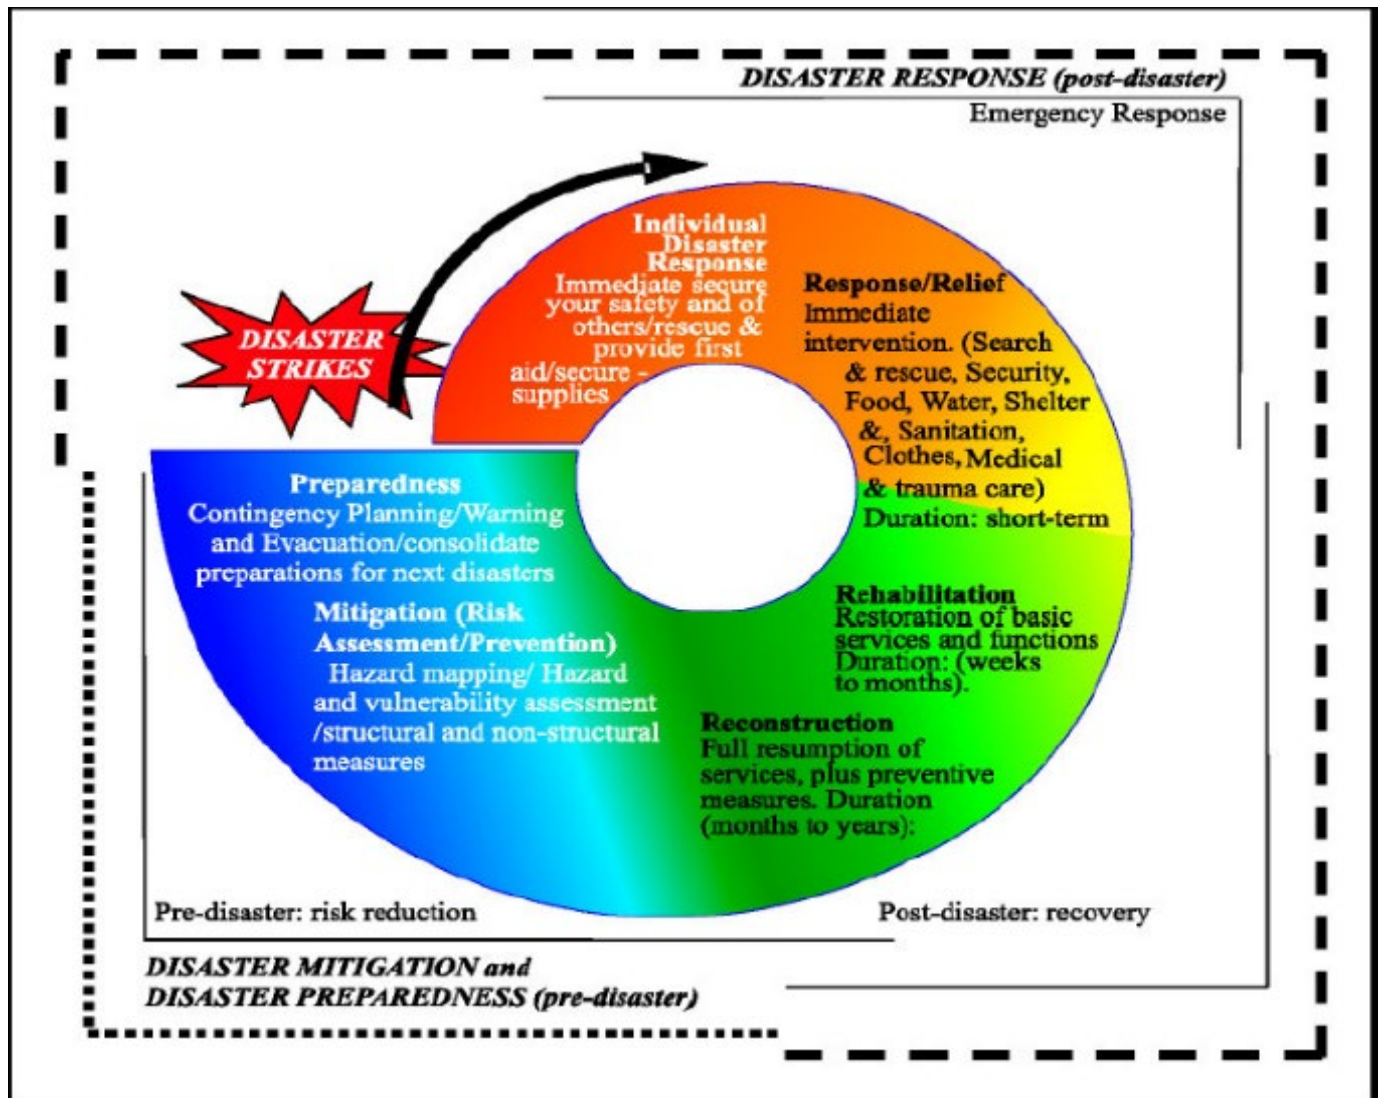 DISASTER RESPONSE (post-disaster)
Emergency Response
DISASTER
STRIKES
Individual
Disaster
Response
Immediate secure
your safety and of
others/rescue &
provide first
aid/secure -
supplies
Response/Relief
Immediate
intervention. (Search
& rescue, Security,
Food, Water, Shelter
&, Sanitation,
Clothes, Medical
& trauma care)
Duration: short-term
Rehabilitation
Restoration of basic
services and functions
Duration: (weeks
to months).
Reconstruction
Full resumption of
services, plus preventive
measures. Duration
(months to years):
Preparedness
Contingency Planning/Warning
and Evacuation/consolidate
preparations for next disasters
Mitigation (Risk
Assessment/Prevention)
Hazard mapping/ Hazard
and vulnerability assessment
/structural and non-structural
measures
Pre-disaster: risk reduction
Post-disaster: recovery
DISASTER MITIGATION and
DISASTER PREPAREDNESS (pre-disaster)